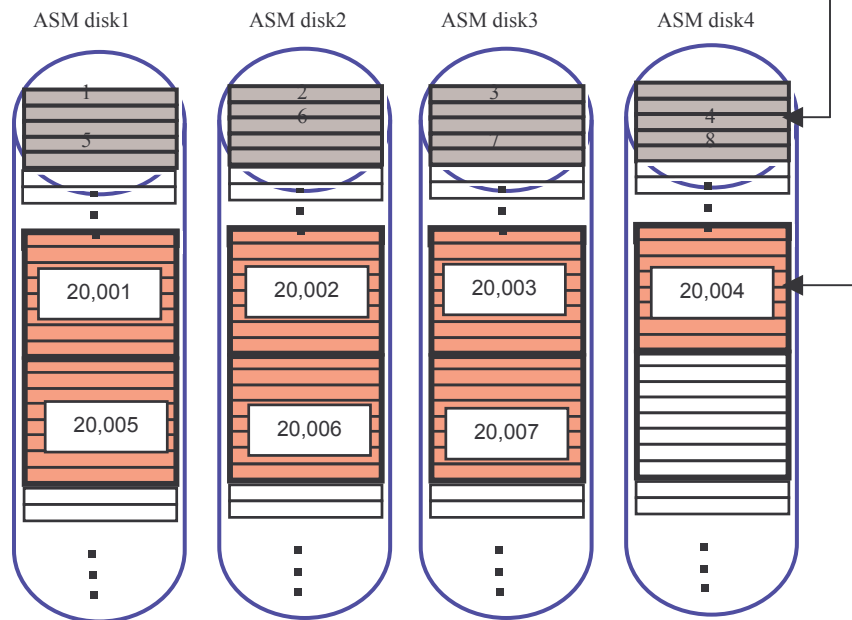 ASM disk1 ASM disk2 ASM disk3 ASM disk4
1 2 3
6 4
5 7 8
20,001 20,002 20,003 20,004
20,005 20,006 20,007